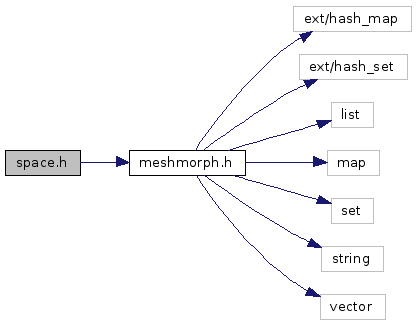 ext/hash_map
ext/hash_set
list
space.h
meshmorph.h
map
set
string
vector